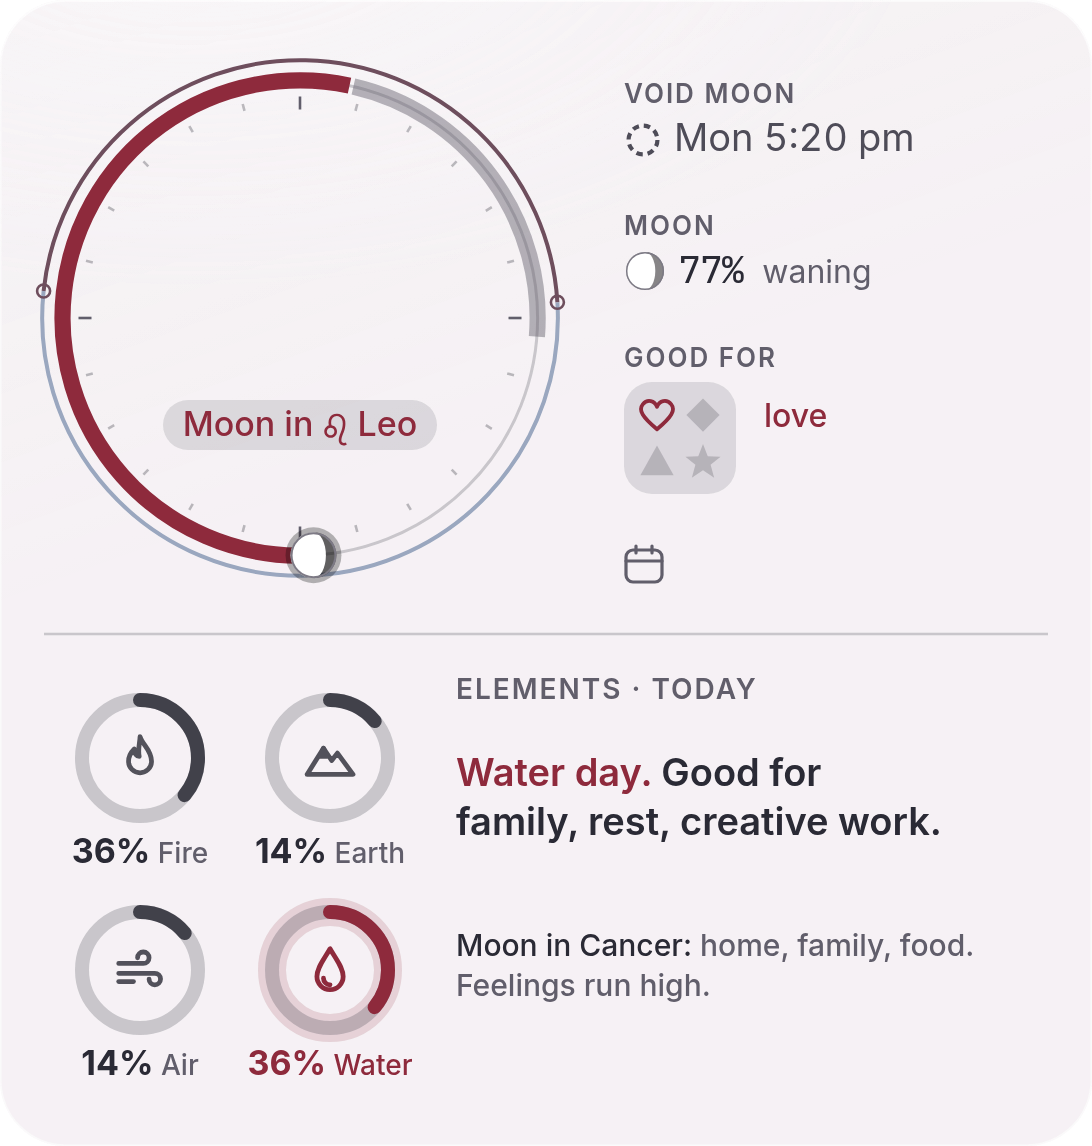 VOID MOON
Mon 5:20 pm
MOON
77% waning
GOOD FOR
love
Moon in ♌ Leo
ELEMENTS · TODAY
Water day. Good for
family, rest, creative work.
Moon in Cancer: home, family, food.
Feelings run high.
36% Fire
14% Earth
14% Air
36% Water